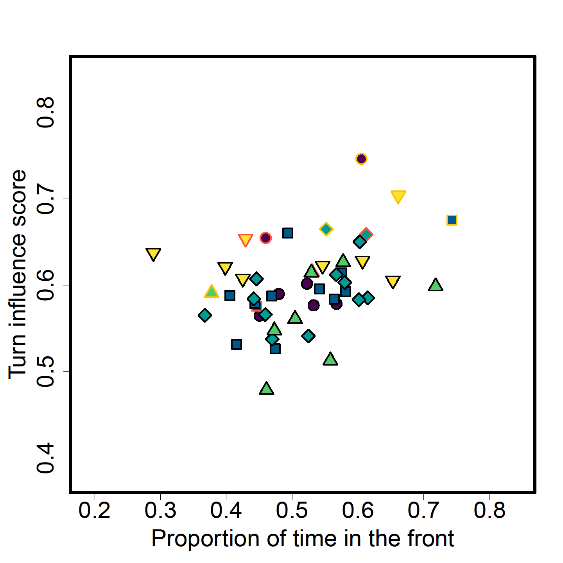 0.8
0.7
0.6
0.5
0.4
Turn influence score
0.2 0.3 0.4 0.5 0.6 0.7 0.8
Proportion of time in the front